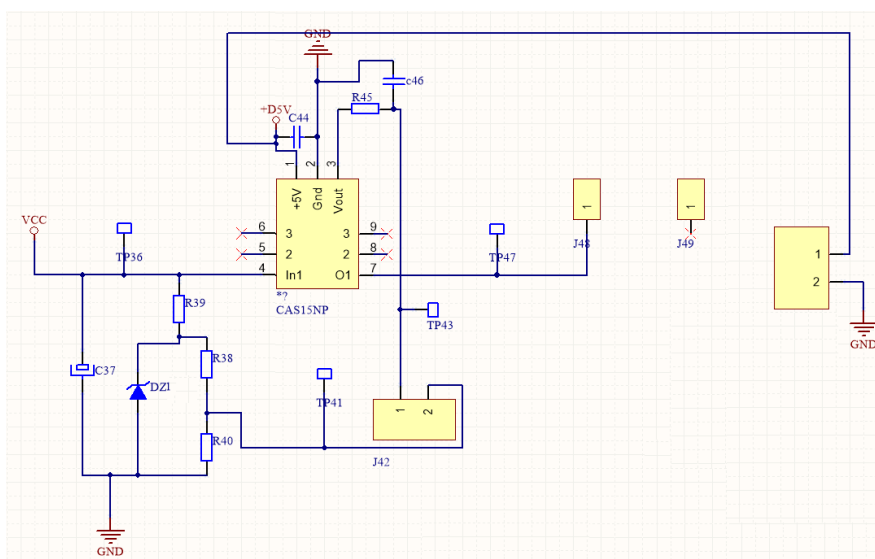 GND
c46
R45
+D5V
C44
1
2
3
+5V
Gnd
Vout
6
3
3
9
5
2
2
8
4
In1
O1
7
*?
CAS15NP
VCC
TP36
TP47
1
J48
1
J49
1
2
GND
R39
TP43
R38
C37
DZ1
TP41
1
2
R40
J42
GND